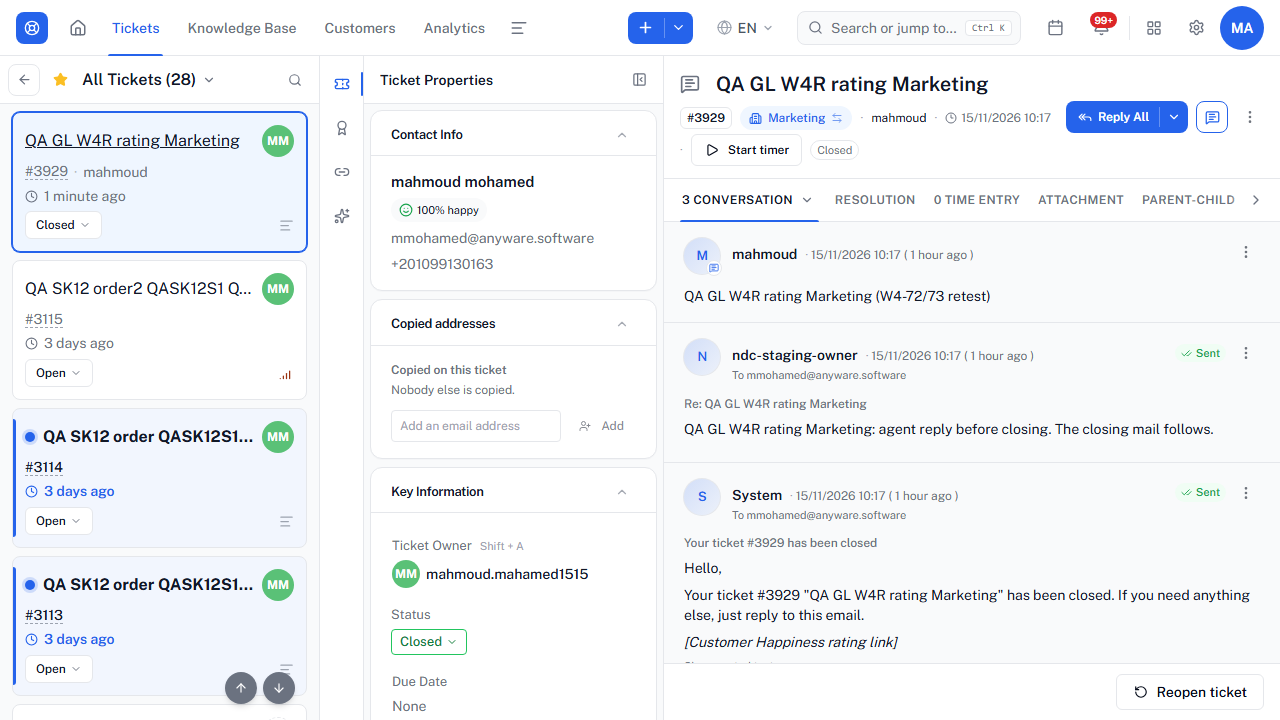 Tickets
Knowledge Base
Customers
Analytics
EN
Search or jump to...
Ctrl K
99+
MA
All Tickets (28)
QA GL W4R rating Marketing
MM
#3929 · mahmoud
1 minute ago
Closed
QA SK12 order2 QASK12S1 Q...
MM
#3115
3 days ago
Open
QA SK12 order QASK12S1...
MM
#3114
3 days ago
Open
QA SK12 order QASK12S1...
MM
#3113
3 days ago
Open
Ticket Properties
Contact Info
mahmoud mohamed
100% happy
mmohamed@anyware.software
+201099130163
Copied addresses
Copied on this ticket
Nobody else is copied.
Add an email address
Add
Key Information
Ticket Owner Shift + A
MM mahmoud.mahamed1515
Status
Closed
Due Date
None
QA GL W4R rating Marketing
#3929 Marketing · mahmoud · 15/11/2026 10:17
Reply All
· Start timer Closed
3 CONVERSATION RESOLUTION 0 TIME ENTRY ATTACHMENT PARENT-CHILD
M mahmoud · 15/11/2026 10:17 ( 1 hour ago )
QA GL W4R rating Marketing (W4-72/73 retest)
N ndc-staging-owner · 15/11/2026 10:17 ( 1 hour ago ) Sent
To mmohamed@anyware.software
Re: QA GL W4R rating Marketing
QA GL W4R rating Marketing: agent reply before closing. The closing mail follows.
S System · 15/11/2026 10:17 ( 1 hour ago ) Sent
To mmohamed@anyware.software
Your ticket #3929 has been closed
Hello,
Your ticket #3929 "QA GL W4R rating Marketing" has been closed. If you need anything
else, just reply to this email.
[Customer Happiness rating link]
Reopen ticket